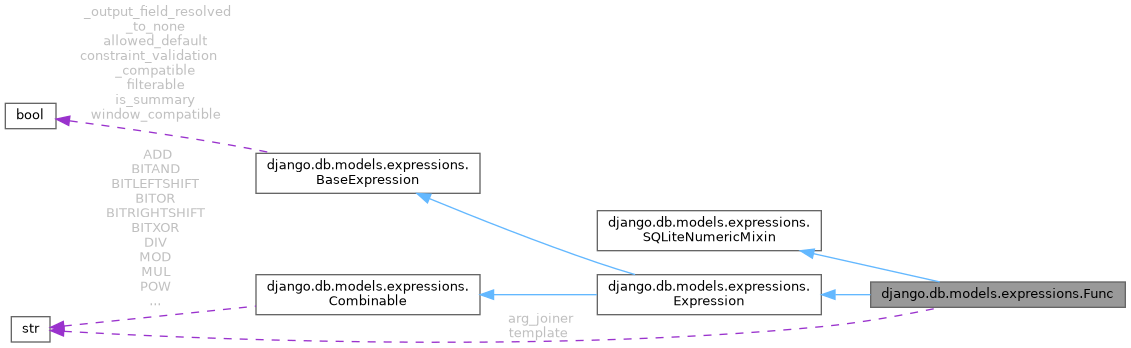 _output_field_resolved
_to_none
allowed_default
constraint_validation
_compatible
filterable
is_summary
window_compatible
bool
django.db.models.expressions.
BaseExpression
ADD
BITAND
BITLEFTSHIFT
BITOR
BITRIGHTSHIFT
BITXOR
DIV
MOD
MUL
POW
...
django.db.models.expressions.
SQLiteNumericMixin
django.db.models.expressions.
Combinable
django.db.models.expressions.
Expression
django.db.models.expressions.Func
str
arg_joiner
template